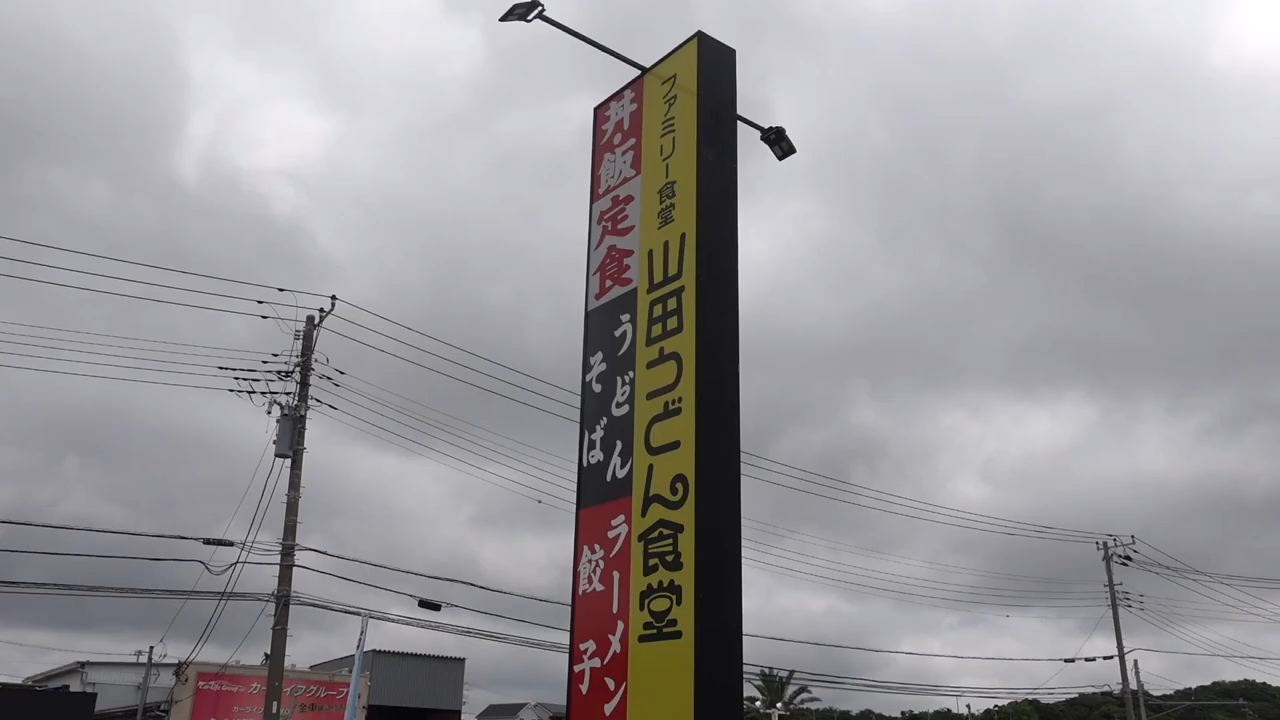 ファミリー食堂
山田うどん食堂
丼・飯
定食
うどん
そば
ラーメン
餃子
カーライフグループ